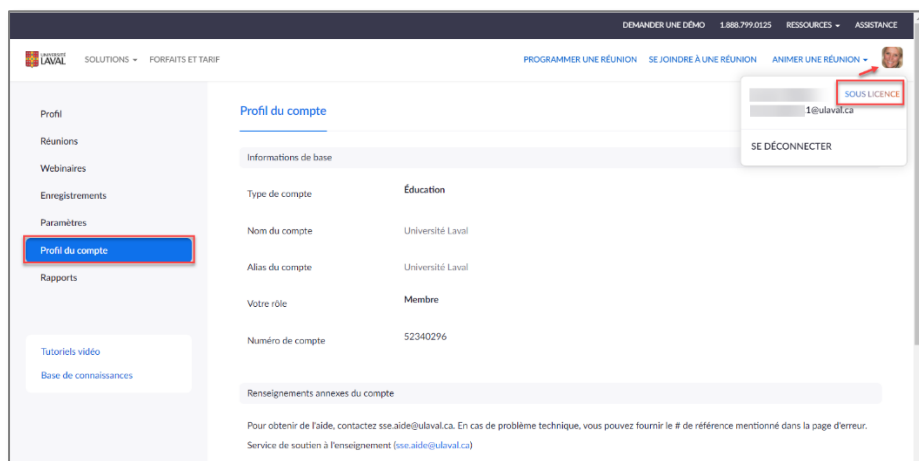 DEMANDER UNE DÉMO 1.888.799.0125 RESSOURCES ASSISTANCE
UNIVERSITÉ LAVAL SOLUTIONS FORFAITS ET TARIF PROGRAMMER UNE RÉUNION SE JOINDRE À UNE RÉUNION ANIMER UNE RÉUNION
SOUS LICENCE
1@ulaval.ca
SE DÉCONNECTER
Profil
Réunions
Webinaires
Enregistrements
Paramètres
Profil du compte
Rapports
Tutoriels vidéo
Base de connaissances
Profil du compte
Informations de base
Type de compte Éducation
Nom du compte Université Laval
Alias du compte Université Laval
Votre rôle Membre
Numéro de compte 52340296
Renseignements annexes du compte
Pour obtenir de l'aide, contactez sse.aide@ulaval.ca. En cas de problème technique, vous pouvez fournir le # de référence mentionné dans la page d'erreur.
Service de soutien à l'enseignement (sse.aide@ulaval.ca)